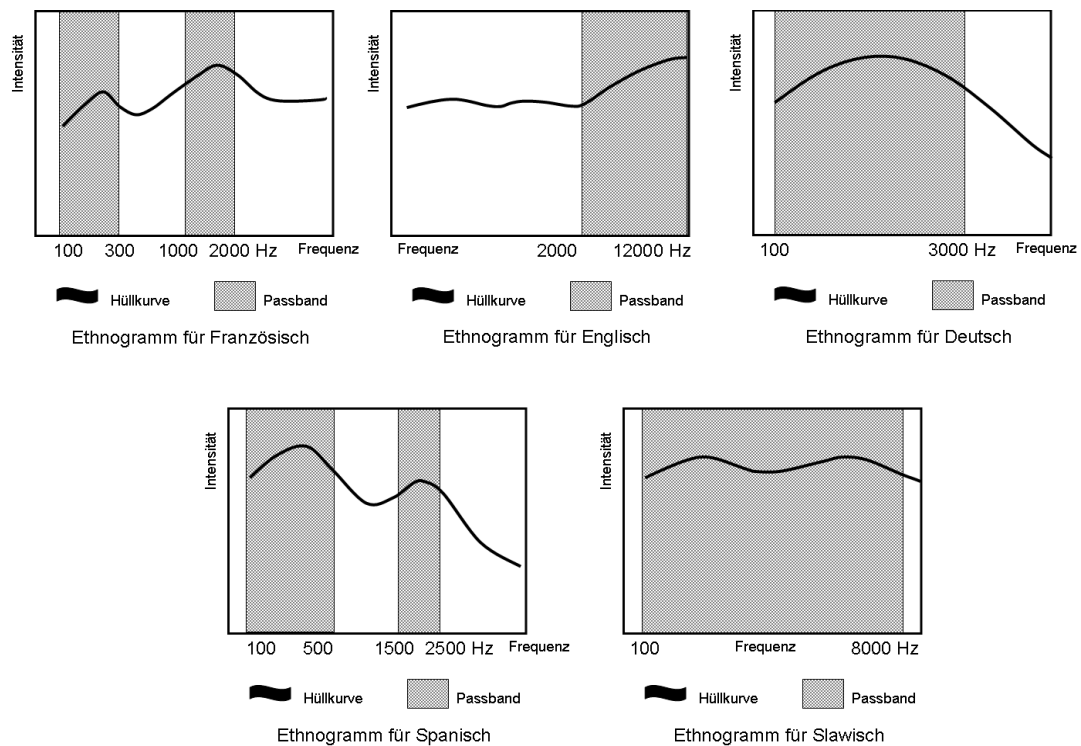 Intensität
100 300 1000 2000 Hz Frequenz
Hüllkurve Passband
Ethnogramm für Französisch
Intensität
2000 12000 Hz Frequenz
Hüllkurve Passband
Ethnogramm für Englisch
Intensität
100 3000 Hz Frequenz
Hüllkurve Passband
Ethnogramm für Deutsch
Intensität
100 500 1500 2500 Hz Frequenz
Hüllkurve Passband
Ethnogramm für Spanisch
Intensität
100 Frequenz 8000 Hz
Hüllkurve Passband
Ethnogramm für Slawisch